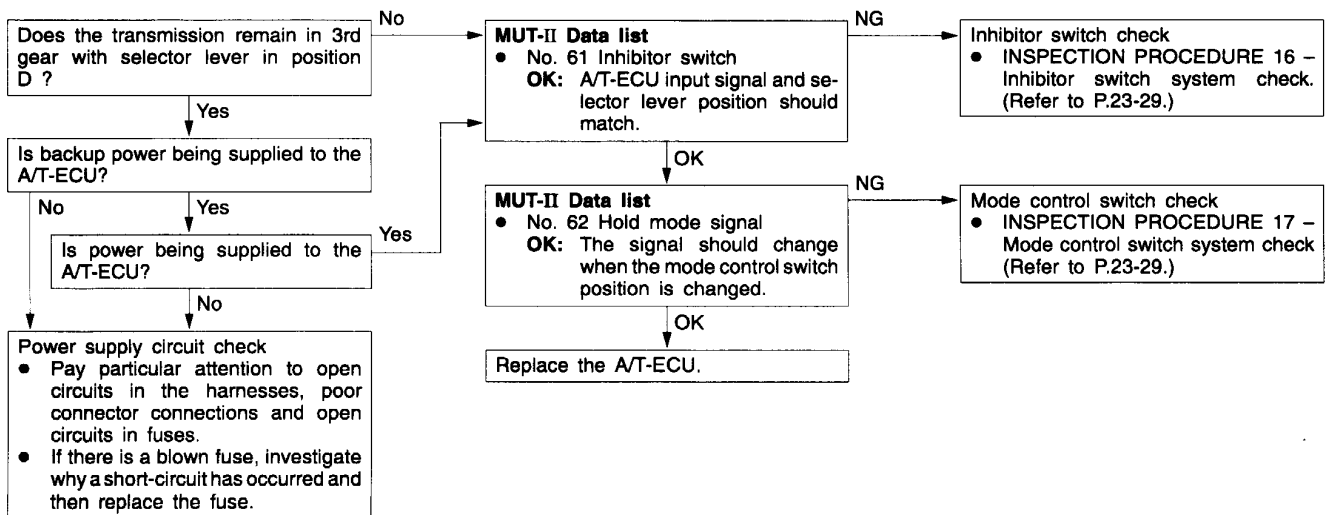 Does the transmission remain in 3rd
gear with selector lever in position
D ?
No
Yes
Is backup power being supplied to the
A/T-ECU?
No
Yes
Is power being supplied to the
A/T-ECU?
Yes
No
Power supply circuit check
● Pay particular attention to open
circuits in the harnesses, poor
connector connections and open
circuits in fuses.
● If there is a blown fuse, investigate
why a short-circuit has occurred and
then replace the fuse.
MUT-II Data list
● No. 61 Inhibitor switch
OK: A/T-ECU input signal and se-
lector lever position should
match.
NG
OK
MUT-II Data list
● No. 62 Hold mode signal
OK: The signal should change
when the mode control switch
position is changed.
NG
OK
Replace the A/T-ECU.
Inhibitor switch check
● INSPECTION PROCEDURE 16 –
Inhibitor switch system check.
(Refer to P.23-29.)
Mode control switch check
● INSPECTION PROCEDURE 17 –
Mode control switch system check
(Refer to P.23-29.)